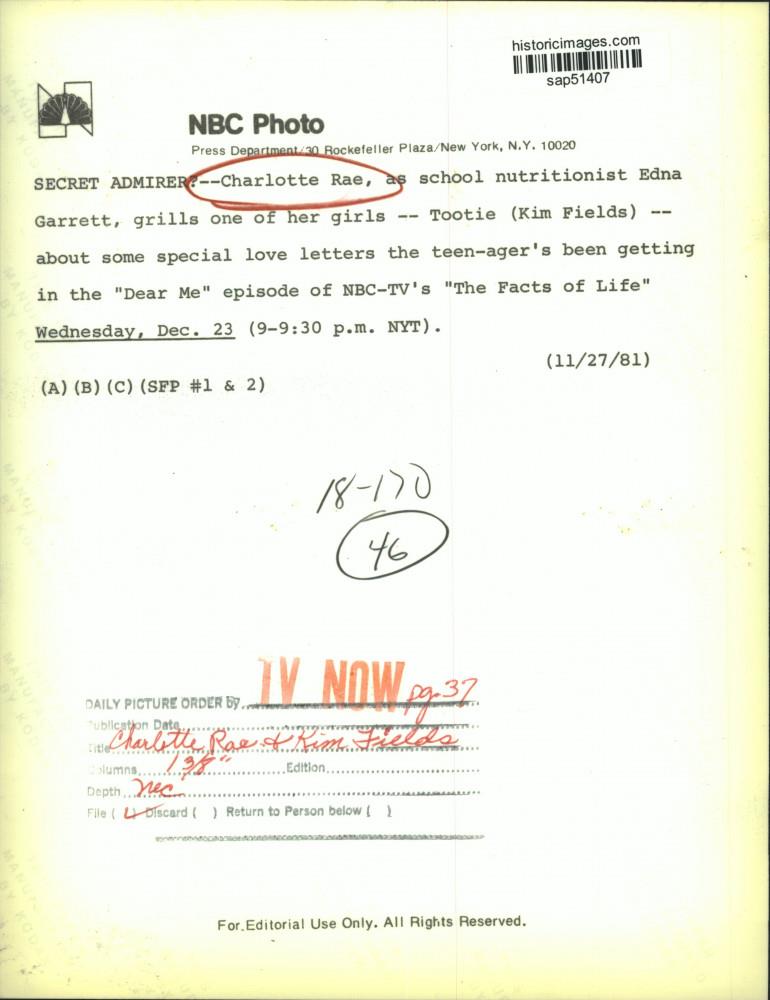 historicimages.com
sap51407
NBC Photo
Press Department/30 Rockefeller Plaza/New York, N.Y. 10020
SECRET ADMIRER?--Charlotte Rae, as school nutritionist Edna
Garrett, grills one of her girls -- Tootie (Kim Fields) --
about some special love letters the teen-ager's been getting
in the "Dear Me" episode of NBC-TV's "The Facts of Life"
Wednesday, Dec. 23 (9-9:30 p.m. NYT).
(11/27/81)
(A)(B)(C)(SFP #1 & 2)
18-170
46
TV NOW pg. 37
DAILY PICTURE ORDER by
Publication Date
Title Charlotte Rae & Kim Fields
Columns 1 3/8" Edition
Depth nec
File ( ) Discard ( ) Return to Person below ( )
For Editorial Use Only. All Rights Reserved.